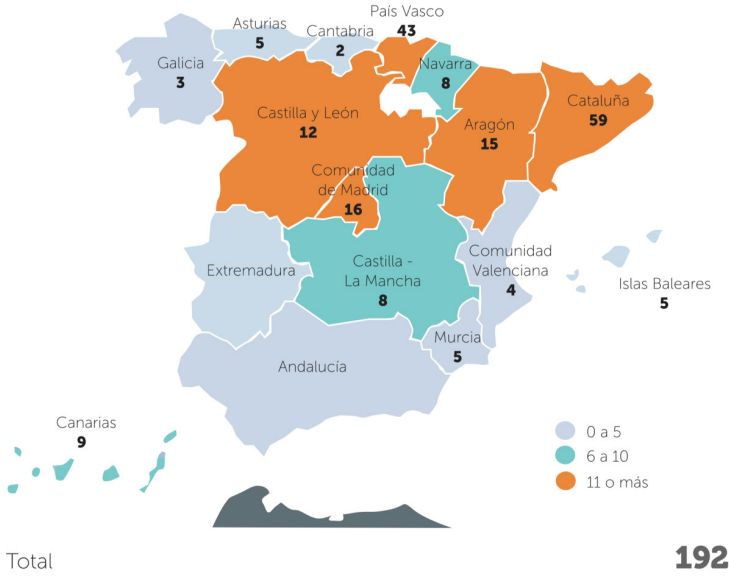 País Vasco
43
Asturias
5
Cantabria
2
Galicia
3
Navarra
8
Cataluña
59
Castilla y León
12
Aragón
15
Comunidad
de Madrid
16
Comunidad
Valenciana
4
Extremadura
Castilla -
La Mancha
8
Islas Baleares
5
Murcia
5
Andalucía
Canarias
9
0 a 5
6 a 10
11 o más
Total
192